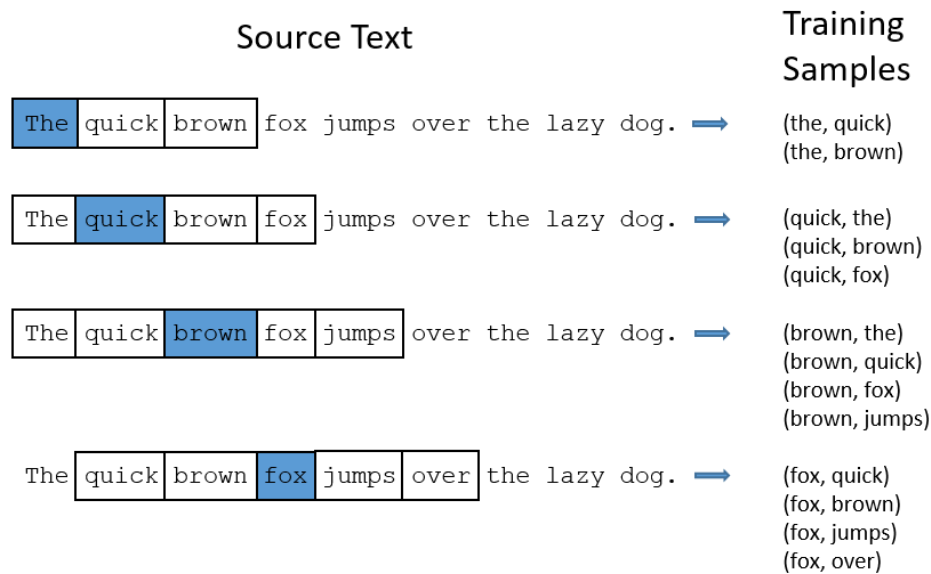 Source Text
Training
Samples
The quick brown fox jumps over the lazy dog.
(the, quick)
(the, brown)
The quick brown fox jumps over the lazy dog.
(quick, the)
(quick, brown)
(quick, fox)
The quick brown fox jumps over the lazy dog.
(brown, the)
(brown, quick)
(brown, fox)
(brown, jumps)
The quick brown fox jumps over the lazy dog.
(fox, quick)
(fox, brown)
(fox, jumps)
(fox, over)